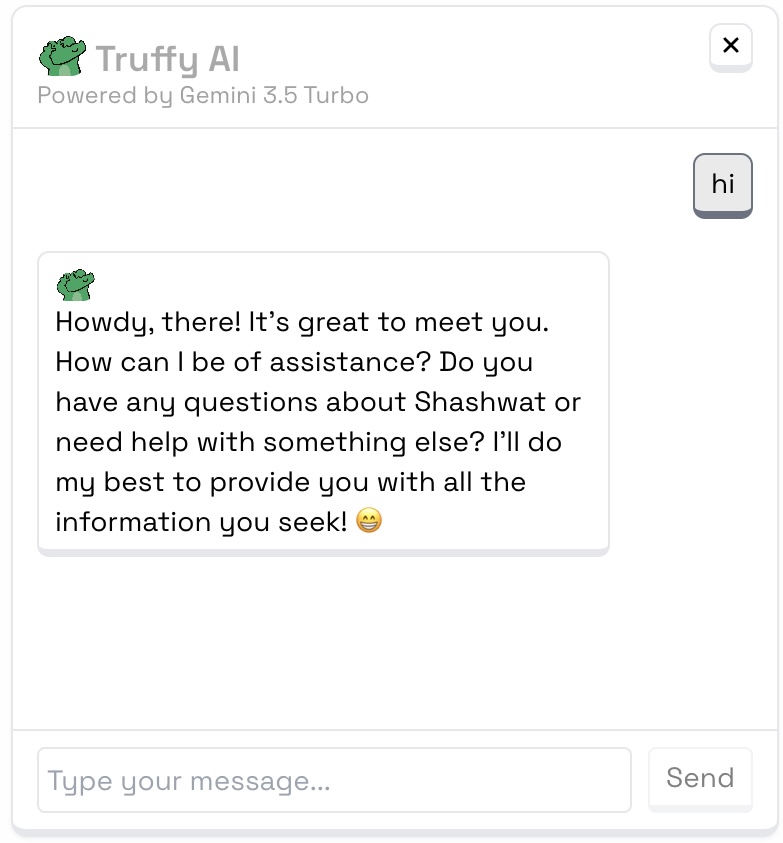 Truffy AI
Powered by Gemini 3.5 Turbo
hi
Howdy, there! It's great to meet you.
How can I be of assistance? Do you
have any questions about Shashwat or
need help with something else? I'll do
my best to provide you with all the
information you seek! 😁
Type your message...
Send